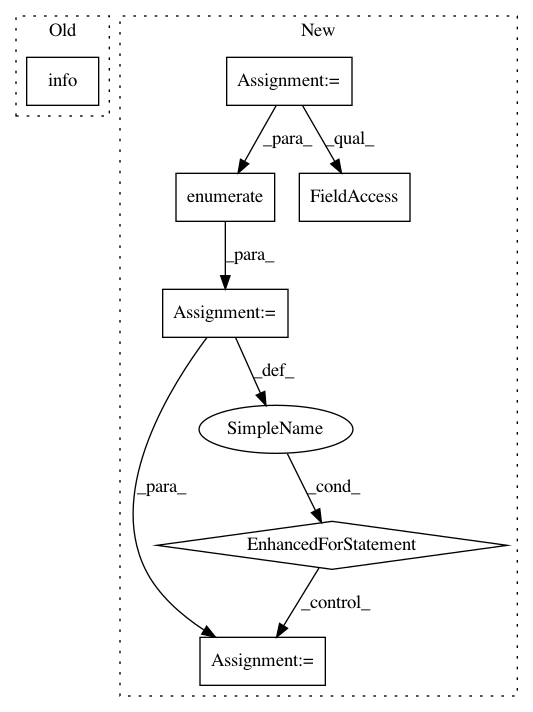 Old
New
info
Assignment:=
_para_
_qual_
enumerate
FieldAccess
_para_
Assignment:=
_def_
SimpleName
_para_
_cond_
EnhancedForStatement
_control_
Assignment:=